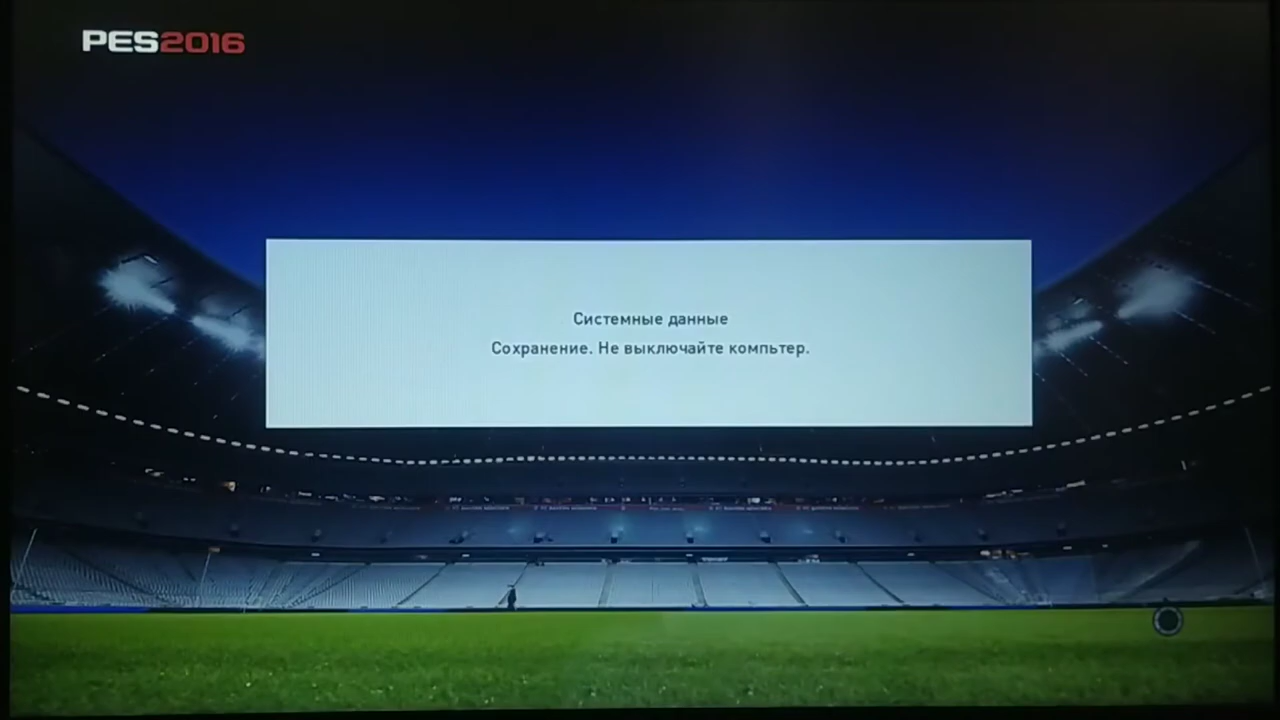 PES2016
Системные данные
Сохранение. Не выключайте компьтер.